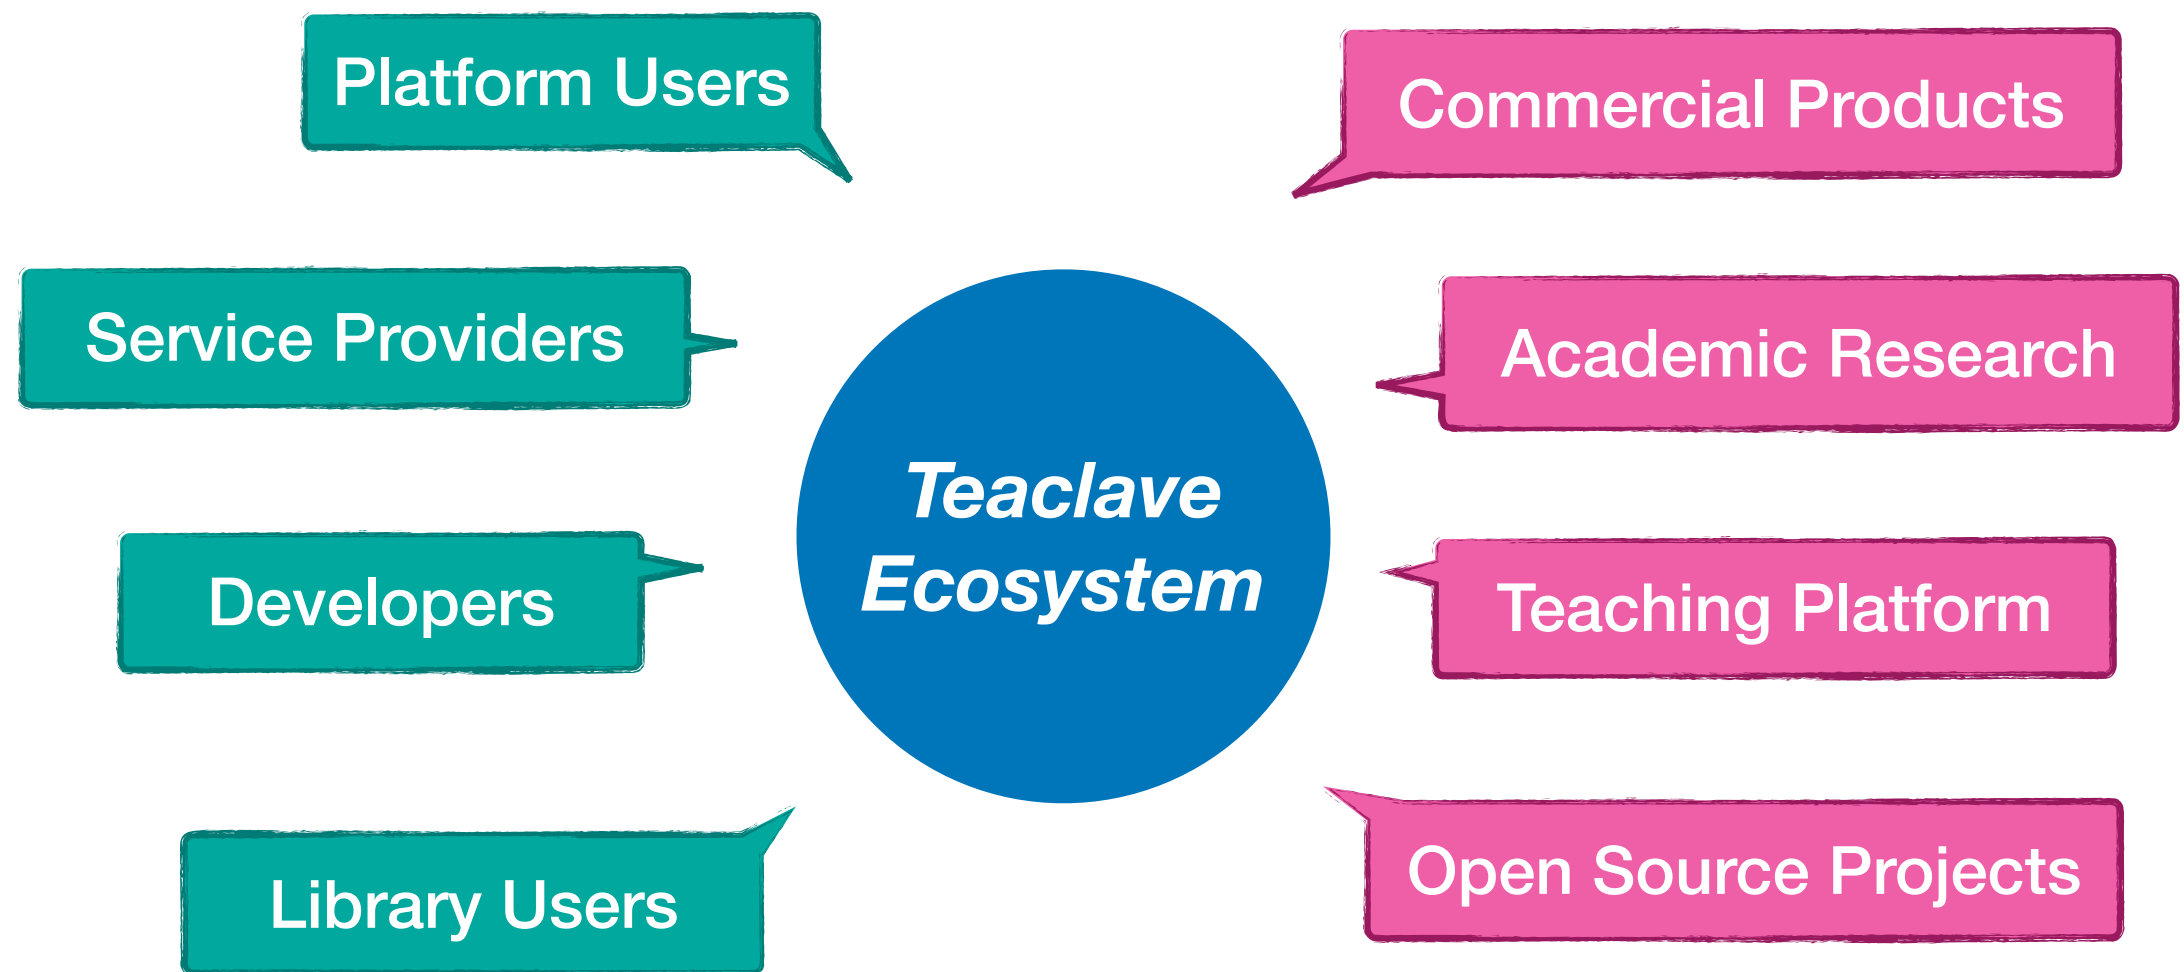 Platform Users
Service Providers
Developers
Library Users
Teaclave
Ecosystem
Commercial Products
Academic Research
Teaching Platform
Open Source Projects